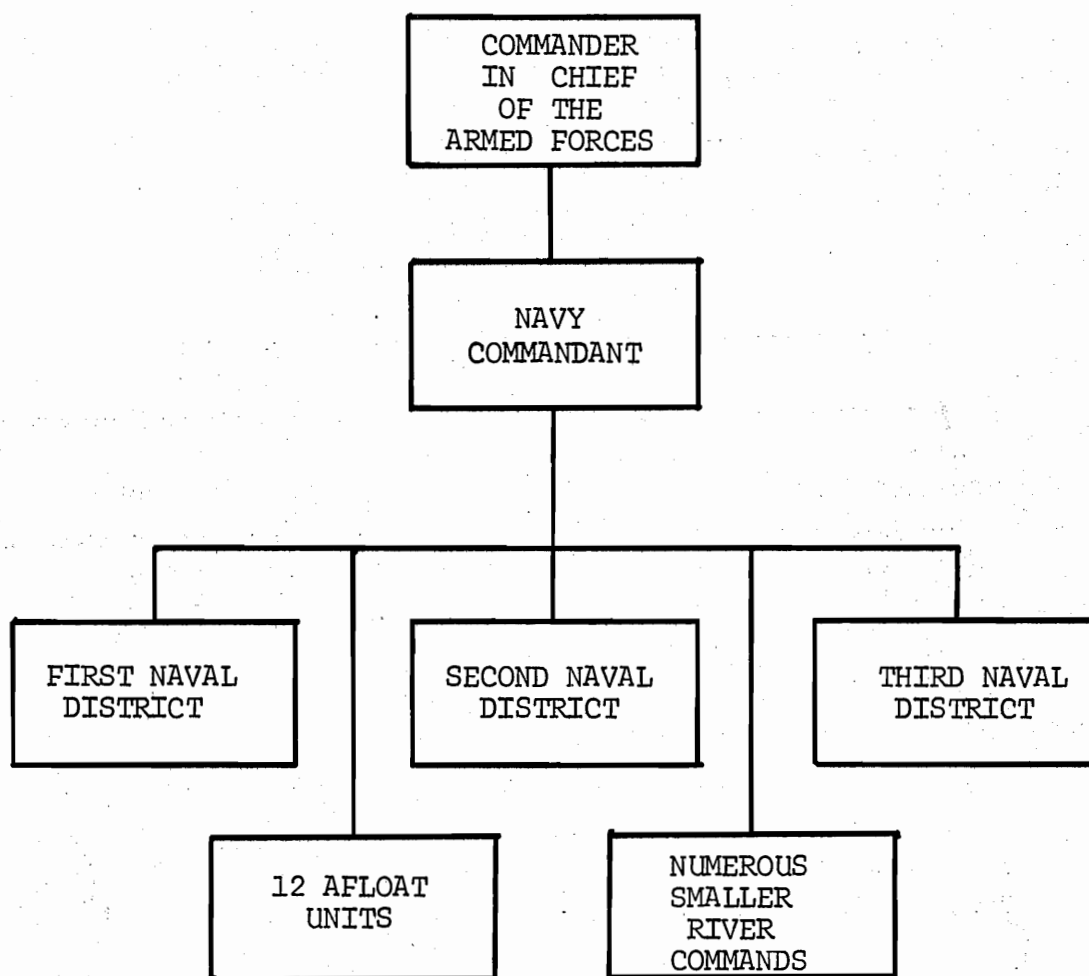 COMMANDER
IN CHIEF
OF THE
ARMED FORCES
NAVY
COMMANDANT
FIRST NAVAL
DISTRICT
SECOND NAVAL
DISTRICT
THIRD NAVAL
DISTRICT
12 AFLOAT
UNITS
NUMEROUS
SMALLER
RIVER
COMMANDS